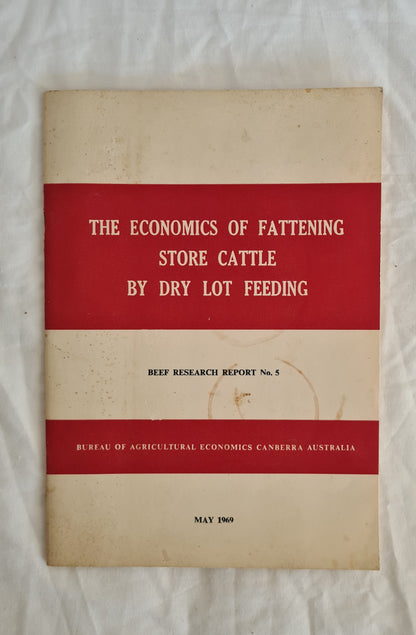 THE ECONOMICS OF FATTENING
STORE CATTLE
BY DRY LOT FEEDING
BEEF RESEARCH REPORT No. 5
BUREAU OF AGRICULTURAL ECONOMICS CANBERRA AUSTRALIA
MAY 1969